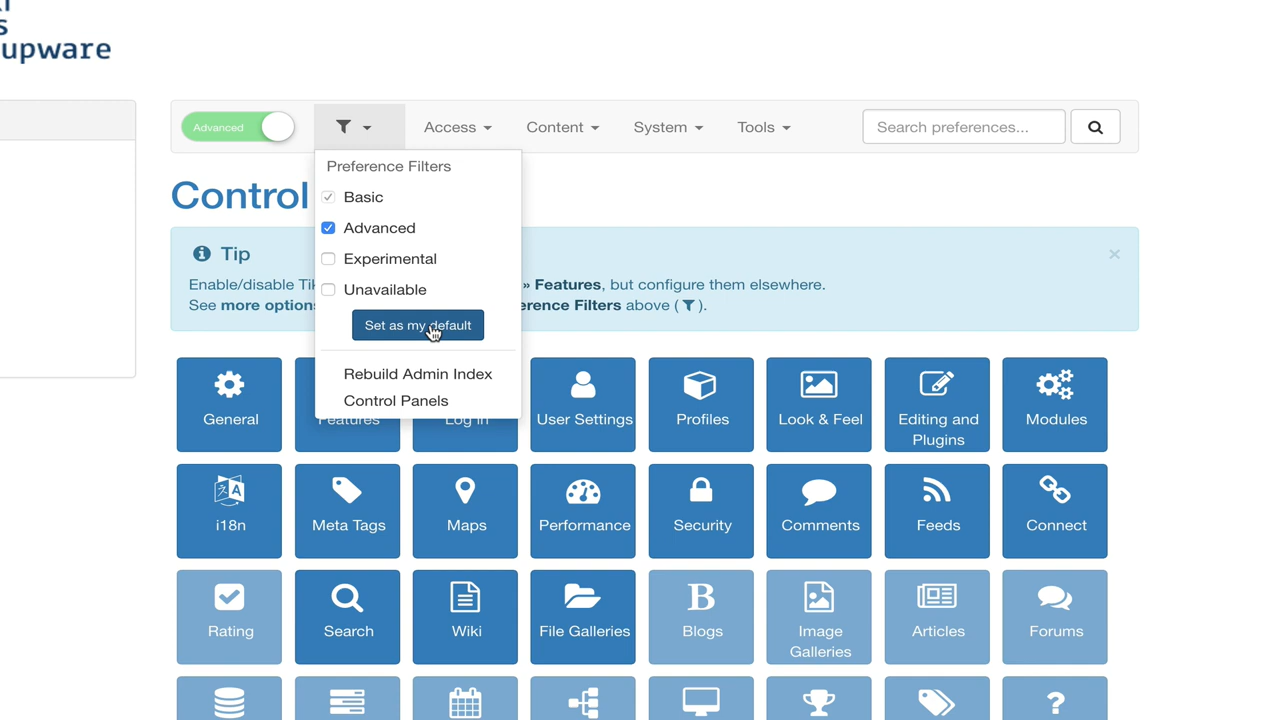 upware
Advanced
Access
Content
System
Tools
Search preferences...
Preference Filters
Basic
Advanced
Experimental
Unavailable
Set as my default
Rebuild Admin Index
Control Panels
Control
Tip
Enable/disable Ti
» Features, but configure them elsewhere.
See more option
erence Filters above ( ).
General
Features
Log in
User Settings
Profiles
Look & Feel
Editing and
Plugins
Modules
i18n
Meta Tags
Maps
Performance
Security
Comments
Feeds
Connect
Rating
Search
Wiki
File Galleries
Blogs
Image
Galleries
Articles
Forums